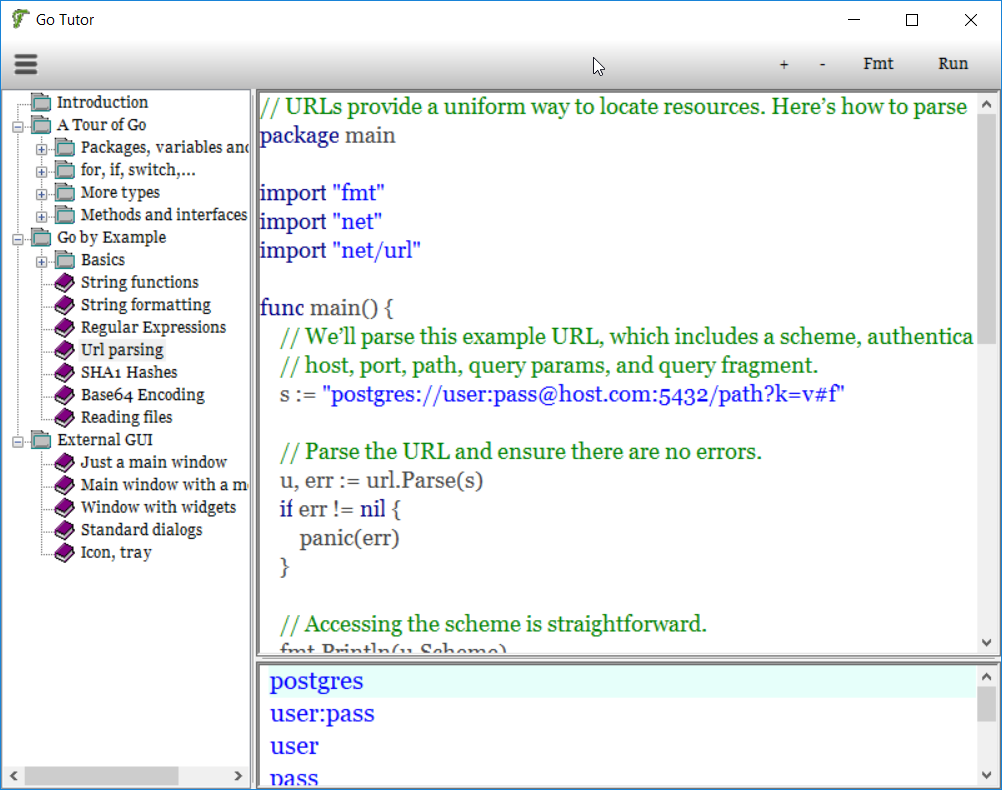 Go Tutor
+ - Fmt Run
Introduction
A Tour of Go
Packages, variables and
for, if, switch,...
More types
Methods and interfaces
Go by Example
Basics
String functions
String formatting
Regular Expressions
Url parsing
SHA1 Hashes
Base64 Encoding
Reading files
External GUI
Just a main window
Main window with a m
Window with widgets
Standard dialogs
Icon, tray
// URLs provide a uniform way to locate resources. Here’s how to parse
package main
import "fmt"
import "net"
import "net/url"
func main() {
// We’ll parse this example URL, which includes a scheme, authentica
// host, port, path, query params, and query fragment.
s := "postgres://user:pass@host.com:5432/path?k=v#f"
// Parse the URL and ensure there are no errors.
u, err := url.Parse(s)
if err != nil {
panic(err)
}
// Accessing the scheme is straightforward.
fmt.Println(u.Scheme)
postgres
user:pass
user
pass